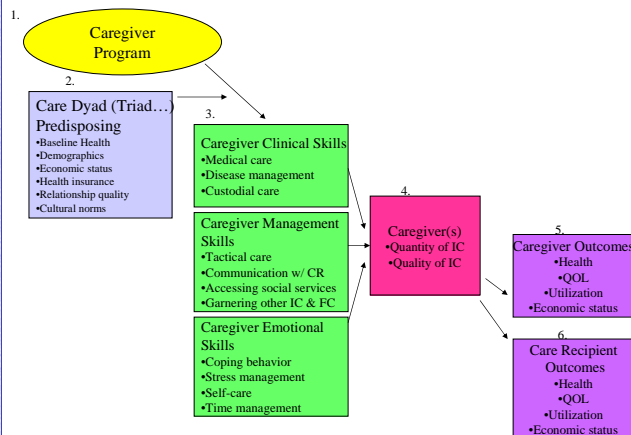 1.
Caregiver
Program
2.
Care Dyad (Triad…)
Predisposing
•Baseline Health
•Demographics
•Economic status
•Health insurance
•Relationship quality
•Cultural norms
3.
Caregiver Clinical Skills
•Medical care
•Disease management
•Custodial care
Caregiver Management
Skills
•Tactical care
•Communication w/ CR
•Accessing social services
•Garnering other IC & FC
Caregiver Emotional
Skills
•Coping behavior
•Stress management
•Self-care
•Time management
4.
Caregiver(s)
•Quantity of IC
•Quality of IC
5.
Caregiver Outcomes
•Health
•QOL
•Utilization
•Economic status
6.
Care Recipient
Outcomes
•Health
•QOL
•Utilization
•Economic status